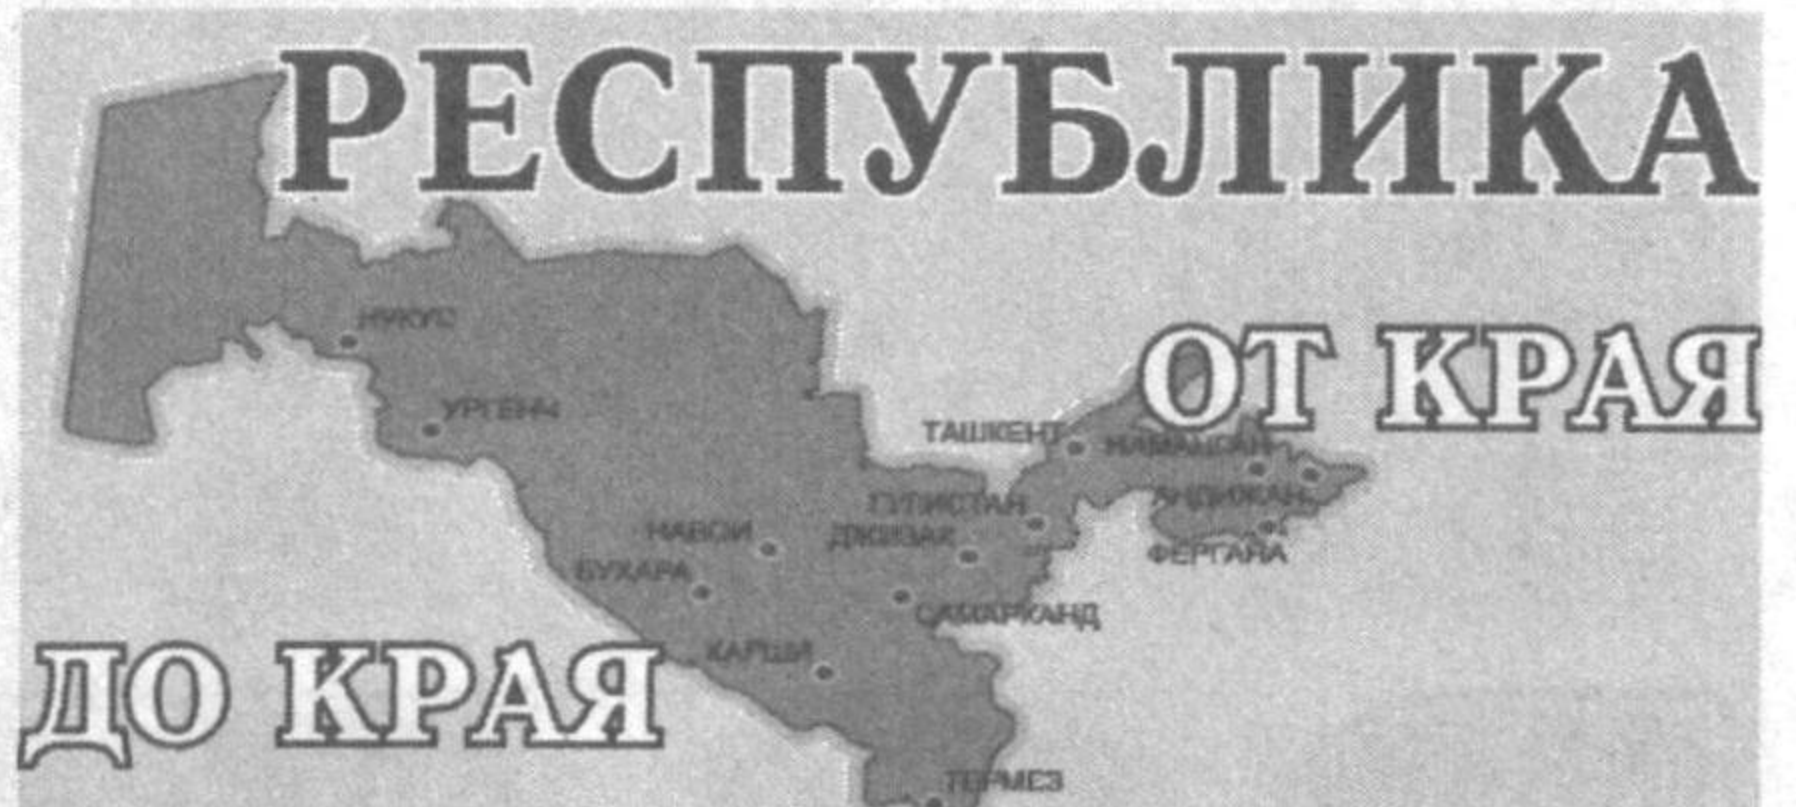 РЕСПУБЛИКА
ОТ КРАЯ
ДО КРАЯ
НУКУС
УРГЕНЧ
ТАШКЕНТ
НАМАНГАН
АНДИЖАН
ФЕРГАНА
ГУЛИСТАН
ДЖИЗАК
НАВОИ
БУХАРА
САМАРКАНД
КАРШИ
ТЕРМЕЗ